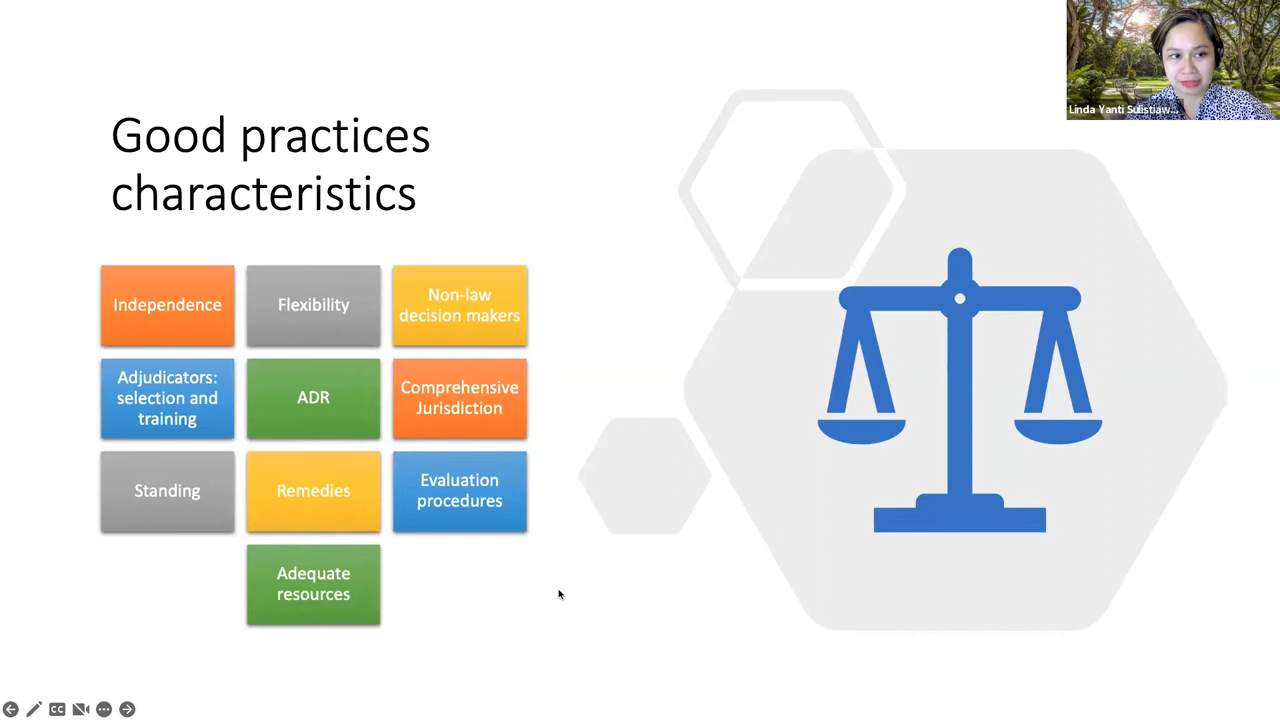 Linda Yanti Sulistiaw...
Good practices
characteristics
Independence
Flexibility
Non-law
decision makers
Adjudicators:
selection and
training
ADR
Comprehensive
Jurisdiction
Standing
Remedies
Evaluation
procedures
Adequate
resources
CC